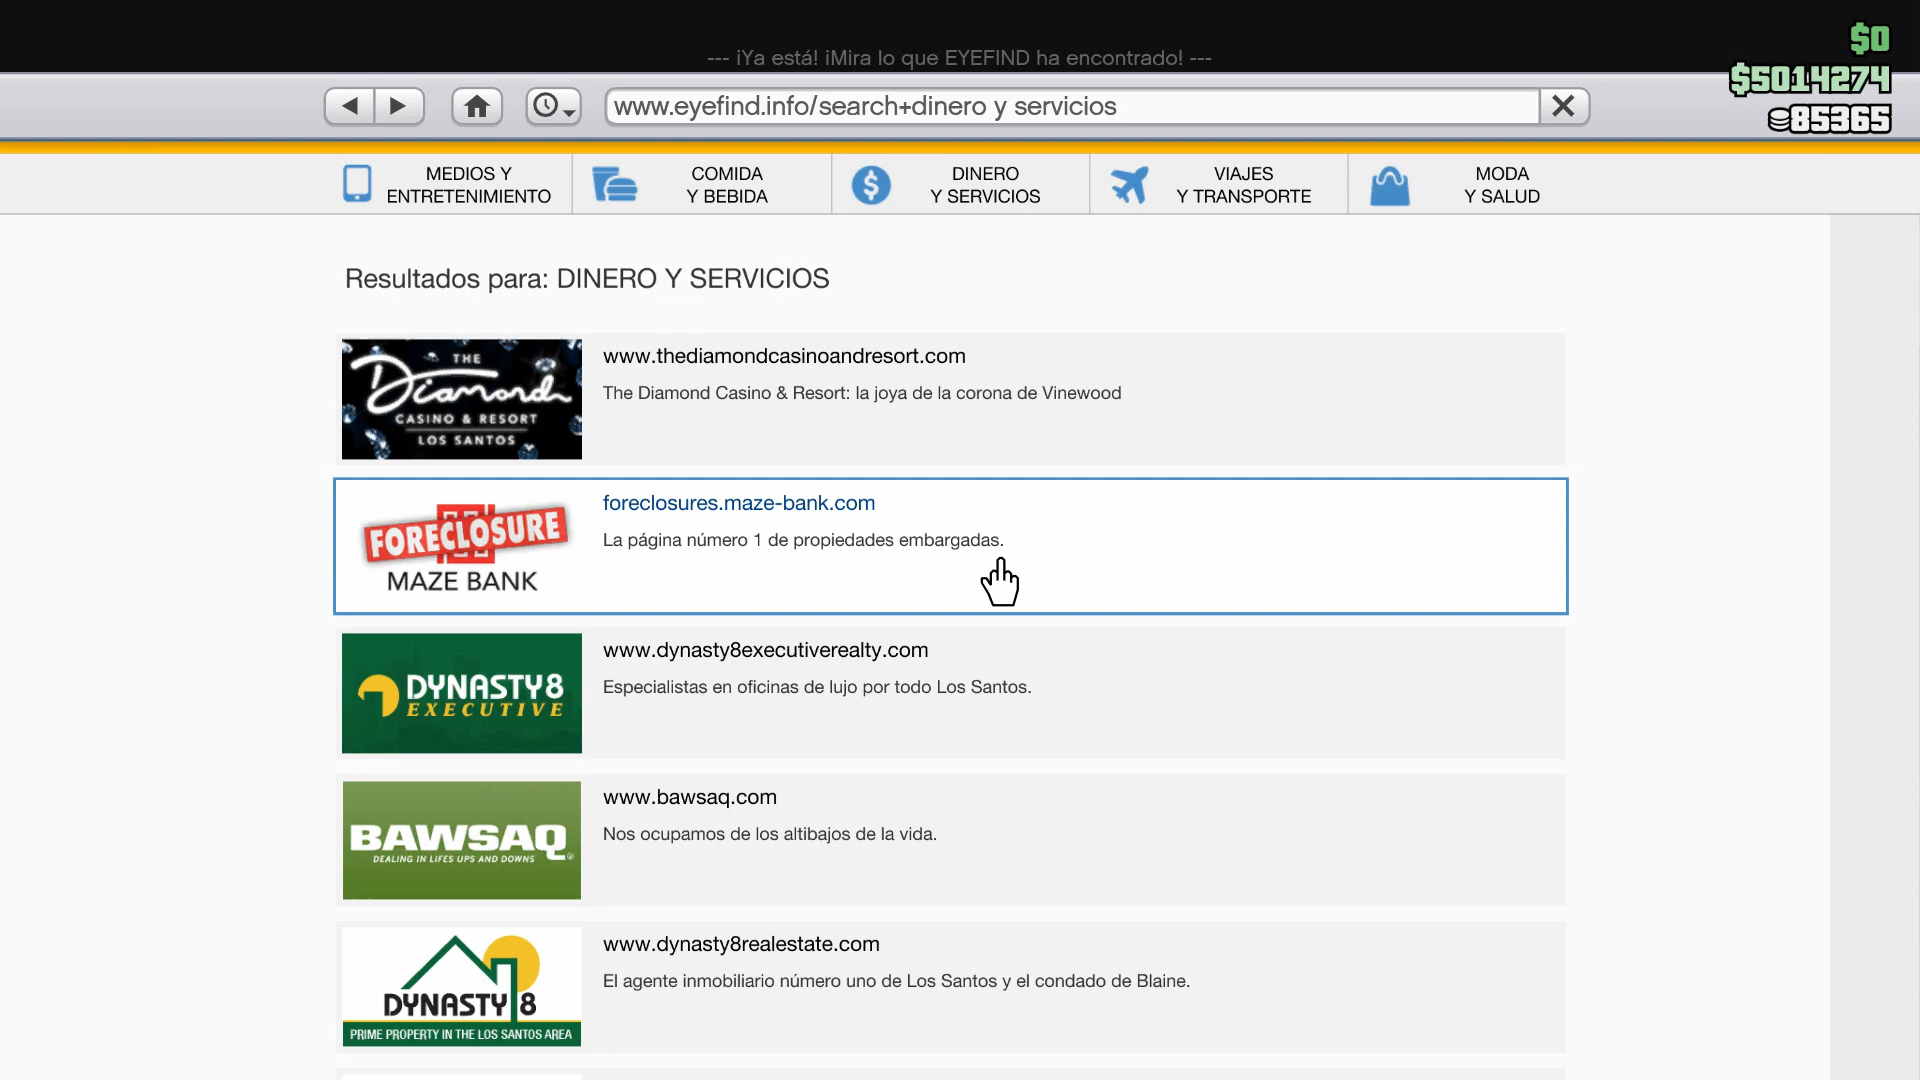 --- ¡Ya está! ¡Mira lo que EYEFIND ha encontrado! ---
$0
$5014274
85365
www.eyefind.info/search+dinero y servicios
MEDIOS Y
ENTRETENIMIENTO
COMIDA
Y BEBIDA
DINERO
Y SERVICIOS
VIAJES
Y TRANSPORTE
MODA
Y SALUD
Resultados para: DINERO Y SERVICIOS
THE
Diamond
CASINO & RESORT
LOS SANTOS
www.thediamondcasinoandresort.com
The Diamond Casino & Resort: la joya de la corona de Vinewood
FORECLOSURE
MAZE BANK
foreclosures.maze-bank.com
La página número 1 de propiedades embargadas.
DYNASTY8
EXECUTIVE
www.dynasty8executiverealty.com
Especialistas en oficinas de lujo por todo Los Santos.
BAWSAQ
DEALING IN LIFES UPS AND DOWNS
www.bawsaq.com
Nos ocupamos de los altibajos de la vida.
DYNASTY 8
PRIME PROPERTY IN THE LOS SANTOS AREA
www.dynasty8realestate.com
El agente inmobiliario número uno de Los Santos y el condado de Blaine.